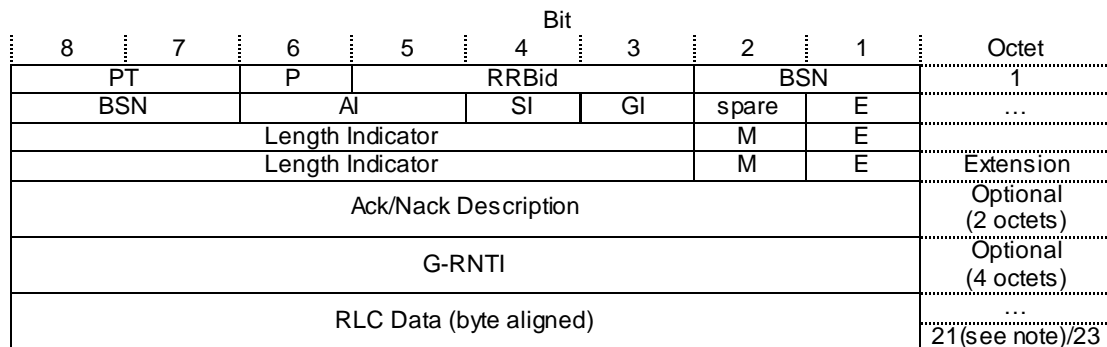 Bit
8 7 6 5 4 3 2 1 Octet
PT P RRBid BSN 1
BSN AI SI GI spare E …
Length Indicator M E
Length Indicator M E Extension
Ack/Nack Description Optional
(2 octets)
G-RNTI Optional
(4 octets)
RLC Data (byte aligned) …
21(see note)/23